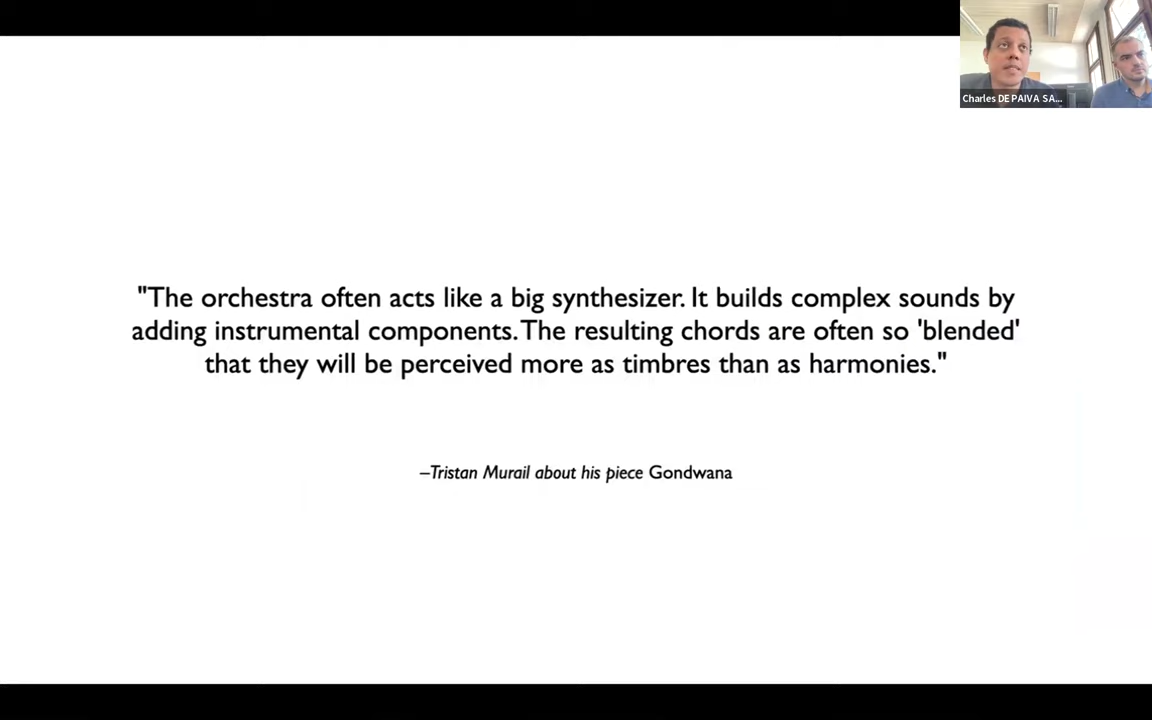 Charles DE PAIVA SA...
"The orchestra often acts like a big synthesizer. It builds complex sounds by
adding instrumental components. The resulting chords are often so 'blended'
that they will be perceived more as timbres than as harmonies."
–Tristan Murail about his piece Gondwana